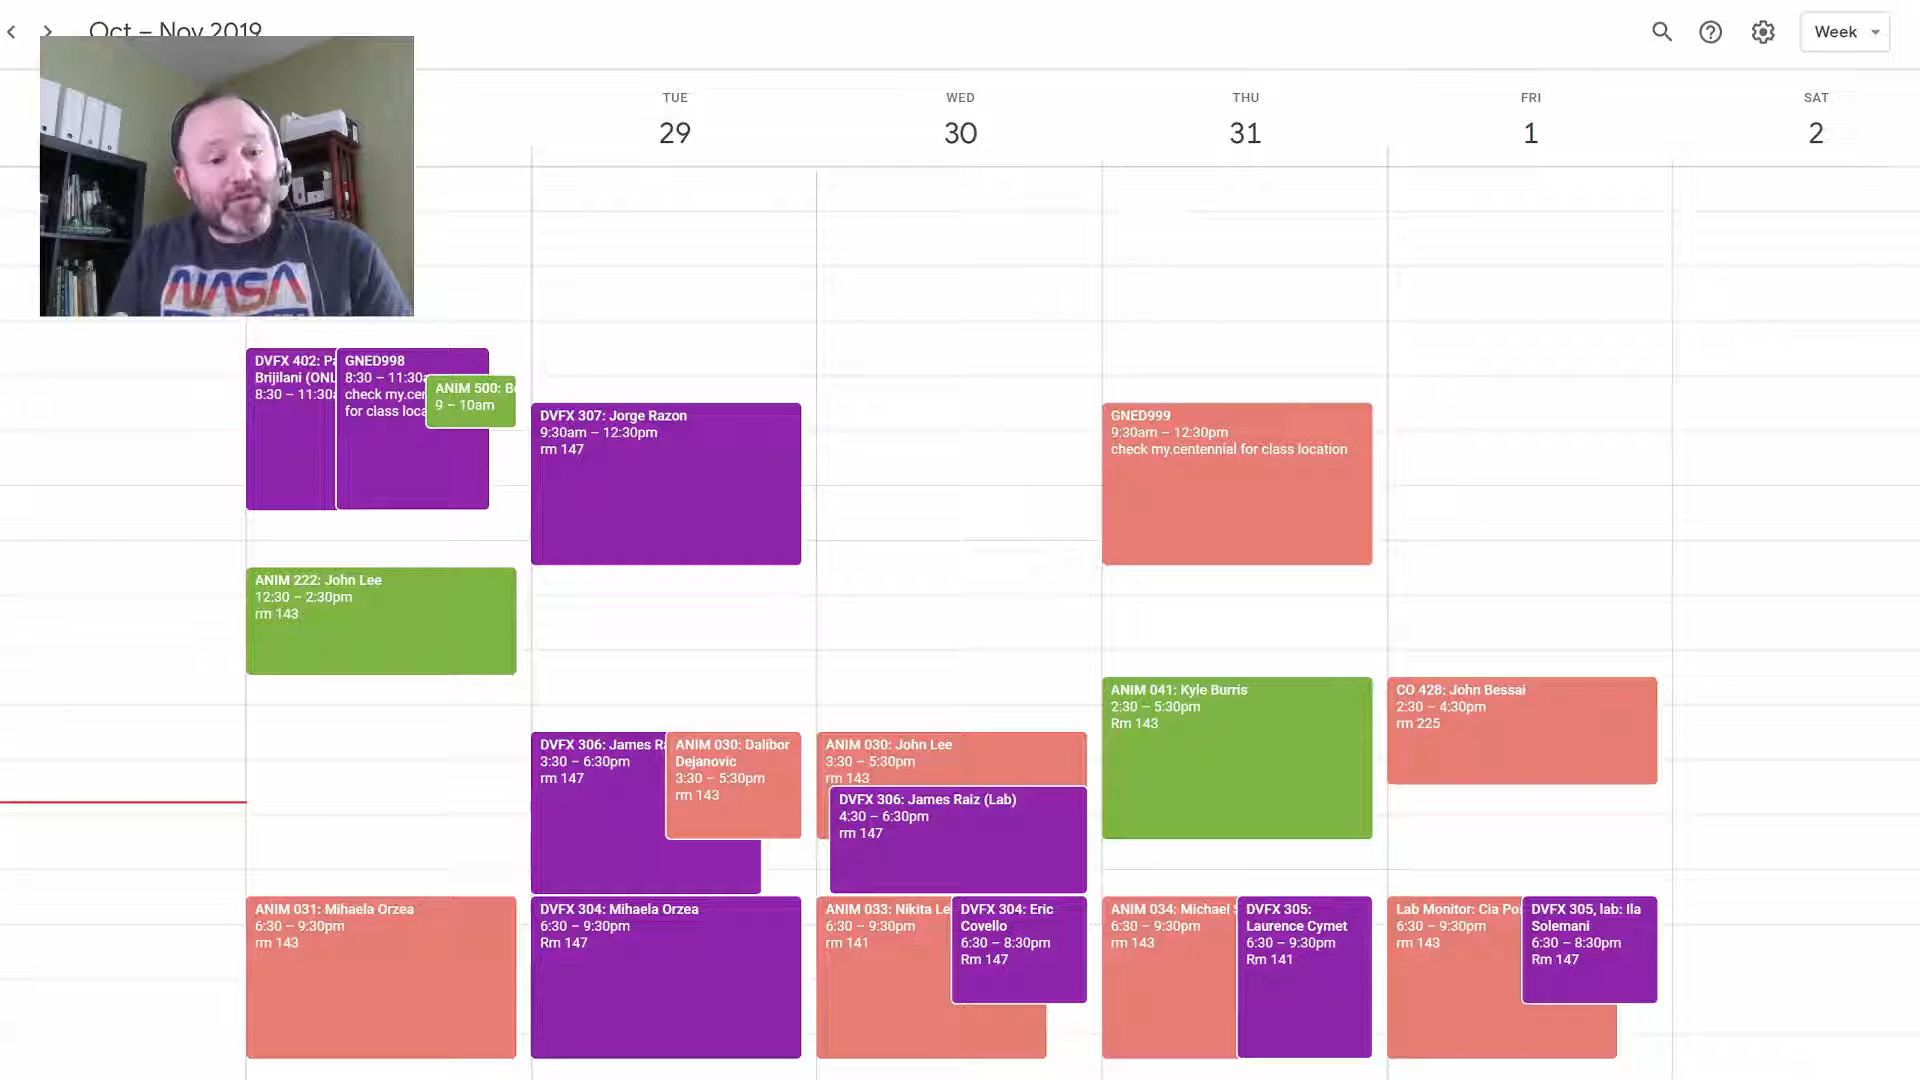 Oct – Nov 2019
Week
TUE
29
WED
30
THU
31
FRI
1
SAT
2
NASA
DVFX 402:
Brijilani
8:30 –
GNED998
8:30 –
check
for class
ANIM 500:
9 – 10am
DVFX 307: Jorge Razon
9:30am – 12:30pm
rm 147
GNED999
9:30am – 12:30pm
check my.centennial for class location
ANIM 222: John Lee
12:30 – 2:30pm
rm 143
ANIM 041: Kyle Burris
2:30 – 5:30pm
Rm 143
CO 428: John Bessai
2:30 – 4:30pm
rm 225
DVFX 306: James
3:30 – 6:30pm
rm 147
ANIM 030: Dalibor
Dejanovic
3:30 – 5:30pm
rm 143
ANIM 030: John Lee
3:30 – 5:30pm
rm 143
DVFX 306: James Raiz (Lab)
4:30 – 6:30pm
rm 147
ANIM 031: Mihaela Orzea
6:30 – 9:30pm
rm 143
DVFX 304: Mihaela Orzea
6:30 – 9:30pm
Rm 147
ANIM 033: Nikita
6:30 – 9:30pm
rm 141
DVFX 304: Eric
Covello
6:30 – 8:30pm
Rm 147
ANIM 034: Michael
6:30 – 9:30pm
rm 143
DVFX 305:
Laurence Cymet
6:30 – 9:30pm
Rm 141
Lab Monitor: Cia
6:30 – 9:30pm
rm 143
DVFX 305, lab: Ila
Solemani
6:30 – 8:30pm
Rm 147